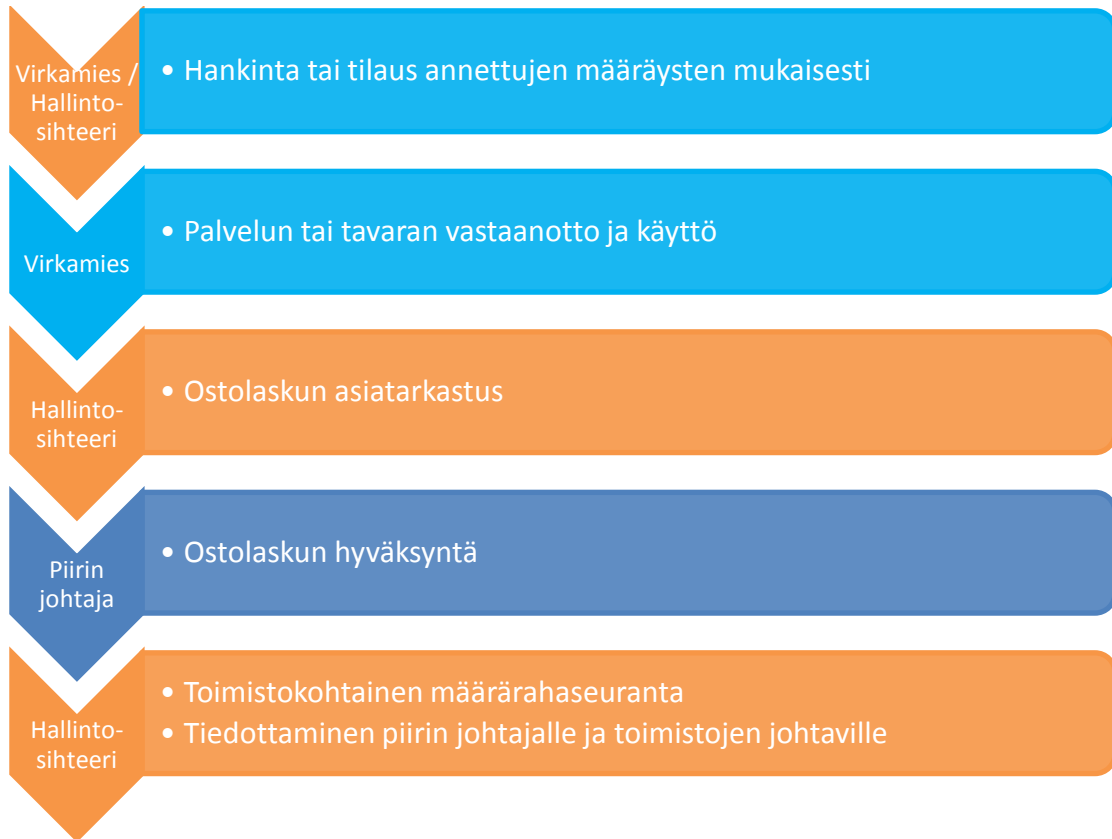 Virkamies /
Hallinto-
sihteeri
• Hankinta tai tilaus annettujen määräysten mukaisesti
Virkamies
• Palvelun tai tavaran vastaanotto ja käyttö
Hallinto-
sihteeri
• Ostolaskun asiatarkastus
Piirin
johtaja
• Ostolaskun hyväksyntä
Hallinto-
sihteeri
• Toimistokohtainen määrärahaseuranta
• Tiedottaminen piirin johtajalle ja toimistojen johtaville